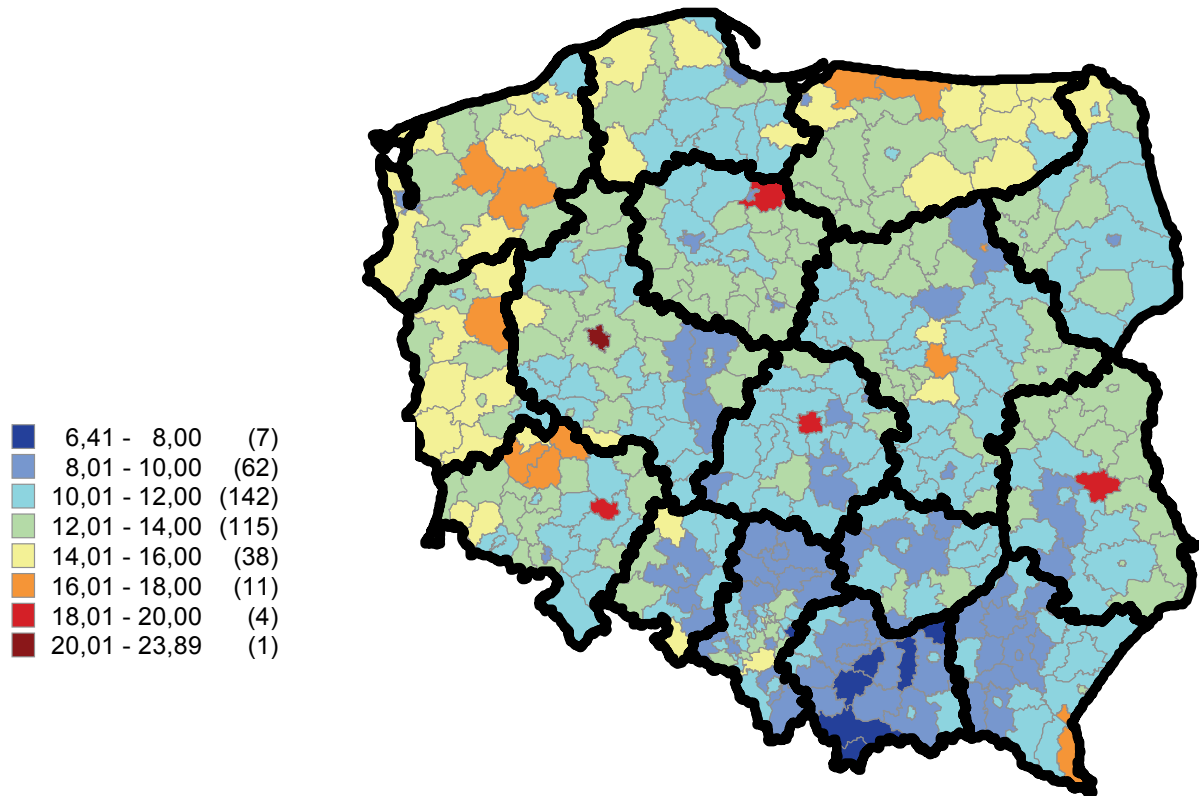 6,41 - 8,00 (7)
8,01 - 10,00 (62)
10,01 - 12,00 (142)
12,01 - 14,00 (115)
14,01 - 16,00 (38)
16,01 - 18,00 (11)
18,01 - 20,00 (4)
20,01 - 23,89 (1)